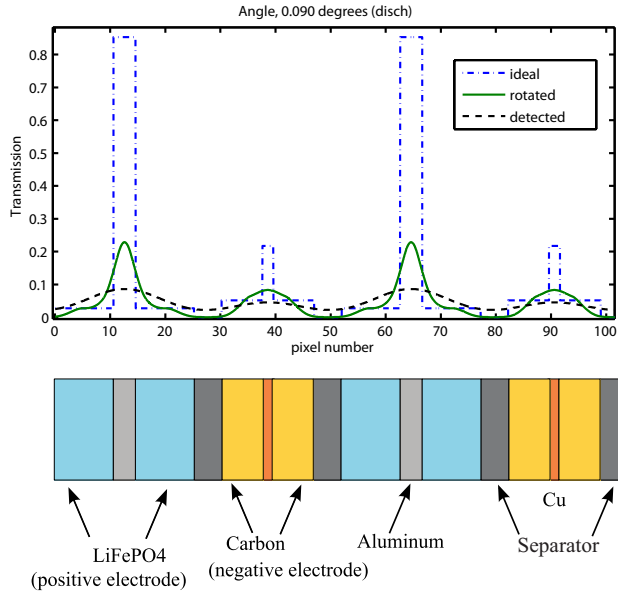 Angle, 0.090 degrees (disch)
Transmission
0.8
0.7
0.6
0.5
0.4
0.3
0.2
0.1
0
ideal
rotated
detected
0 10 20 30 40 50 60 70 80 90 100
pixel number
LiFePO4
(positive electrode)
Carbon
(negative electrode)
Aluminum
Cu
Separator